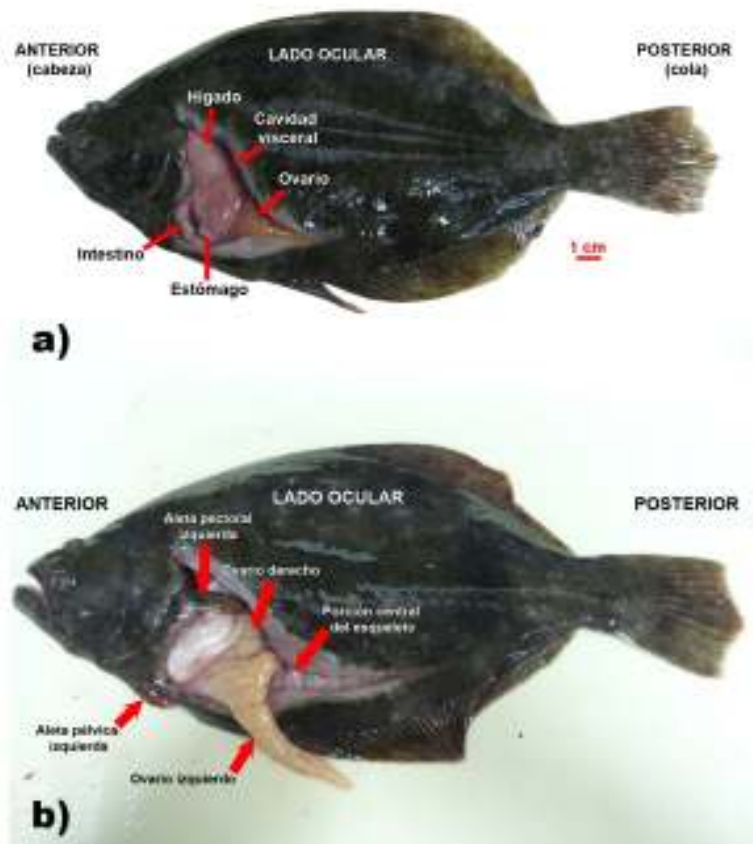 ANTERIOR
(cabeza)
LADO OCULAR
POSTERIOR
(cola)
Hígado
Cavidad
visceral
Ovario
Intestino
Estómago
1 cm
a)
ANTERIOR
LADO OCULAR
POSTERIOR
Aleta pectoral
izquierda
Ovario derecho
Porción central
del esqueleto
Aleta pélvica
izquierda
Ovario izquierdo
b)